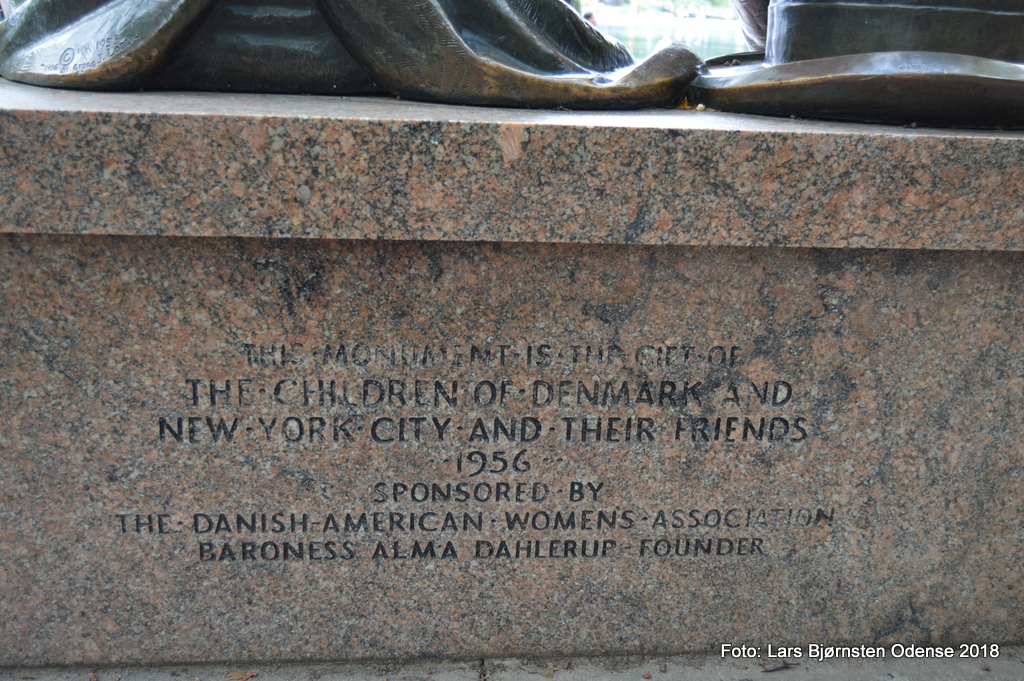 THIS·MONUMENT·IS·THE·GIFT·OF
THE·CHILDREN·OF·DENMARK·AND
NEW·YORK·CITY·AND·THEIR·FRIENDS
1956
SPONSORED·BY
THE·DANISH-AMERICAN·WOMENS·ASSOCIATION
BARONESS ALMA DAHLERUP-FOUNDER
Foto: Lars Bjørnsten Odense 2018